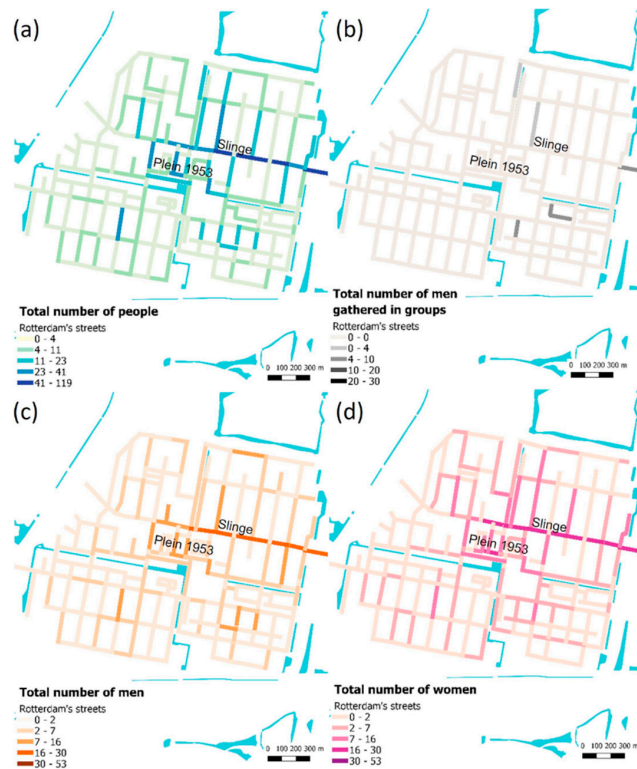 (a)
Slinge
Plein 1953
Total number of people
Rotterdam's streets
0 - 4
4 - 11
11 - 23
23 - 41
41 - 119
0 100 200 300 m
(b)
Slinge
Plein 1953
Total number of men
gathered in groups
Rotterdam's streets
0 - 0
0 - 4
4 - 10
10 - 20
20 - 30
0 100 200 300 m
(c)
Slinge
Plein 1953
Total number of men
Rotterdam's streets
0 - 2
2 - 7
7 - 16
16 - 30
30 - 53
0 100 200 300 m
(d)
Slinge
Plein 1953
Total number of women
Rotterdam's streets
0 - 2
2 - 7
7 - 16
16 - 30
30 - 53
0 100 200 300 m